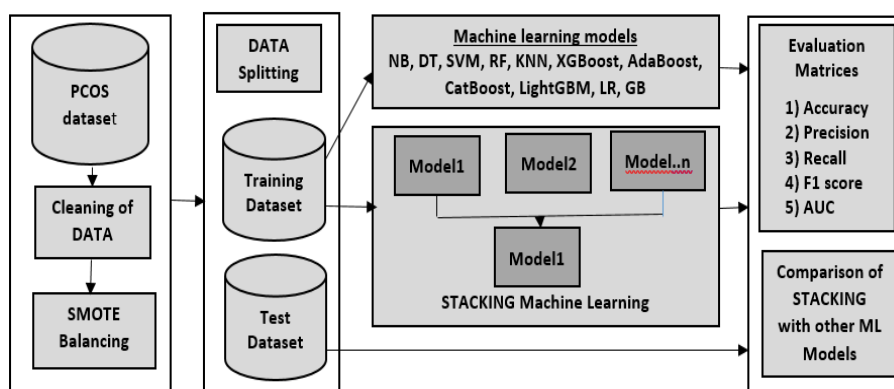 PCOS
dataset
Cleaning of
DATA
SMOTE
Balancing
DATA
Splitting
Training
Dataset
Test
Dataset
Machine learning models
NB, DT, SVM, RF, KNN, XGBoost, AdaBoost,
CatBoost, LightGBM, LR, GB
Model1
Model2
Model..n
Model1
STACKING Machine Learning
Evaluation
Matrices
1) Accuracy
2) Precision
3) Recall
4) F1 score
5) AUC
Comparison of
STACKING
with other ML
Models